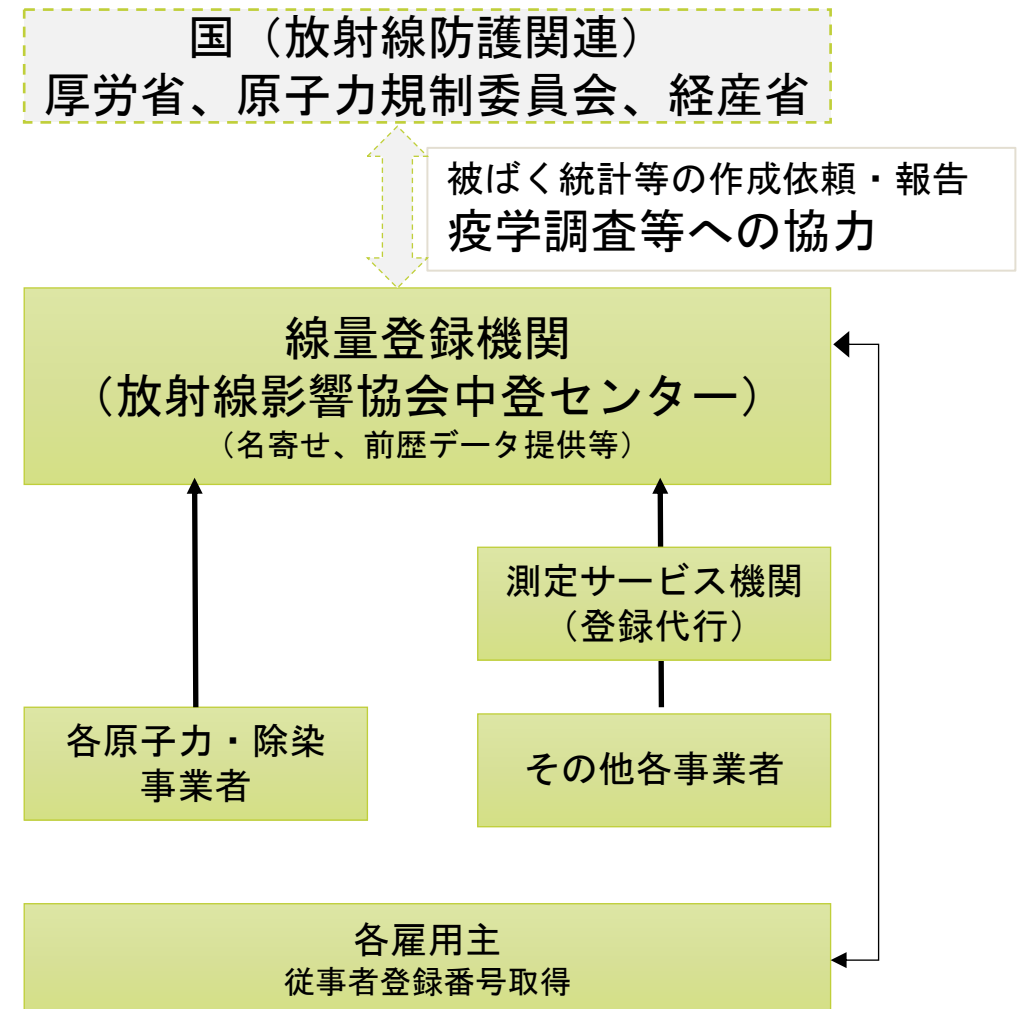 国（放射線防護関連）
厚労省、原子力規制委員会、経産省
被ばく統計等の作成依頼・報告
疫学調査等への協力
線量登録機関
（放射線影響協会中登センター）
（名寄せ、前歴データ提供等）
測定サービス機関
（登録代行）
各原子力・除染
事業者
その他各事業者
各雇用主
従事者登録番号取得